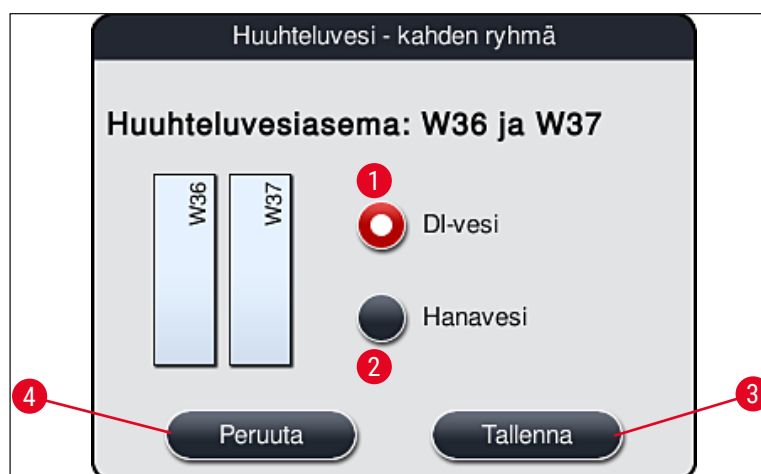 Huuhteluvesi - kahden ryhmä
Huuhteluvesiasema: W36 ja W37
W36
W37
1
DI-vesi
Hanavesi
2
4
Peruuta
Tallenna
3